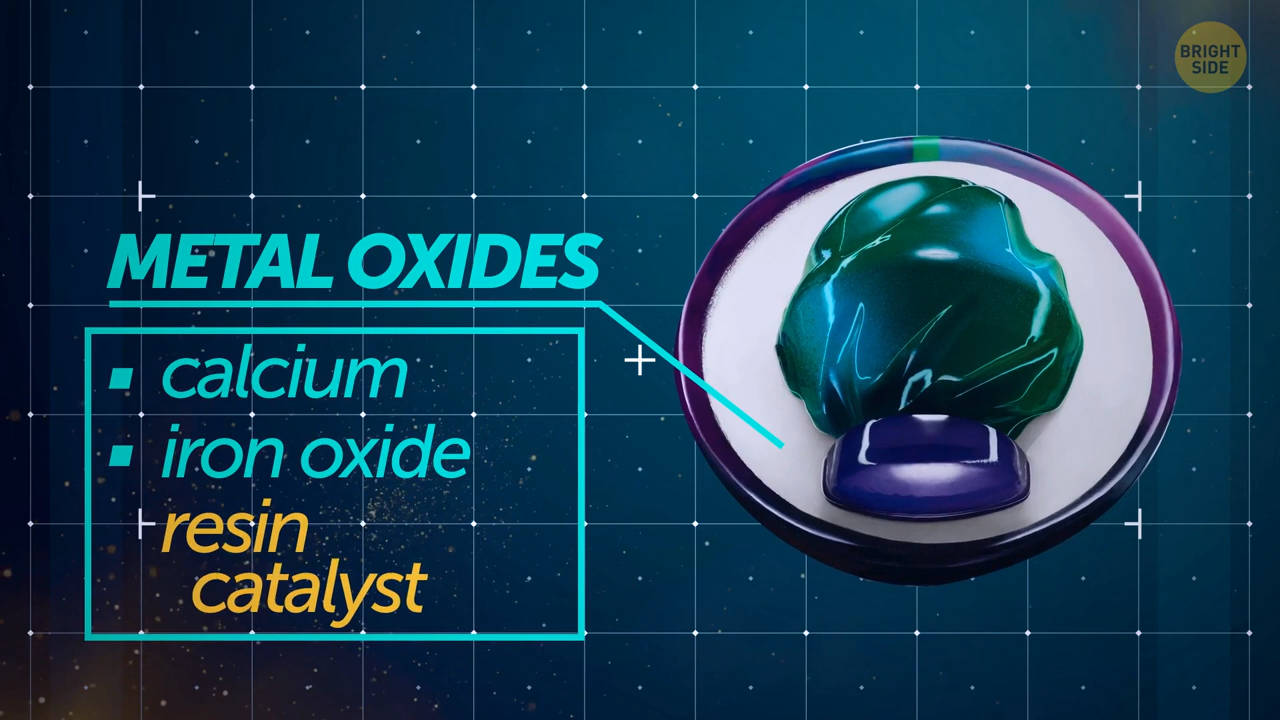 BRIGHT
SIDE
METAL OXIDES
▪ calcium
▪ iron oxide
resin
catalyst